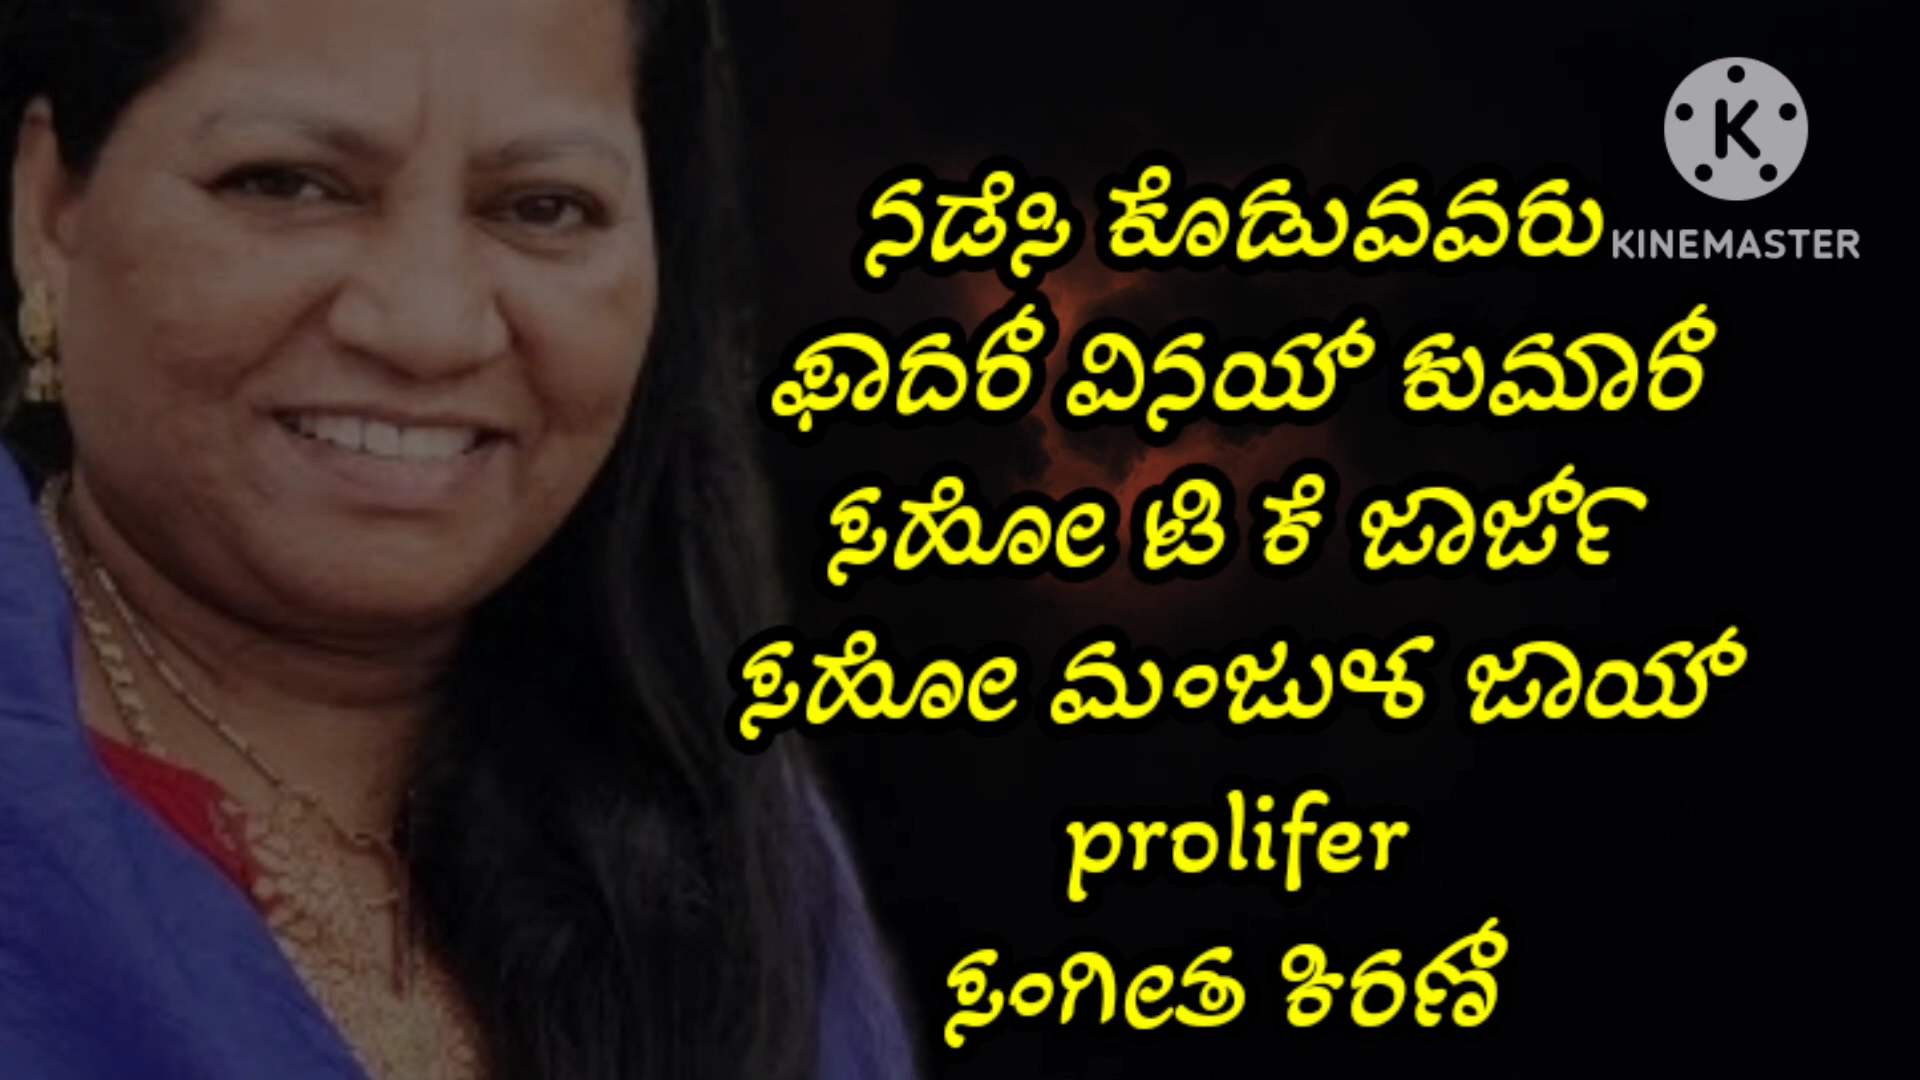 ನಡೆಸಿ ಕೊಡುವವರು
ಫಾದರ್ ವಿನಯ್ ಕುಮಾರ್
ಸಹೋ ಟಿ ಕೆ ಜಾರ್ಜ್
ಸಹೋ ಮಂಜುಳ ಜಾಯ್
prolifer
ಸಂಗೀತ ಕಿರಣ್
K
KINEMASTER